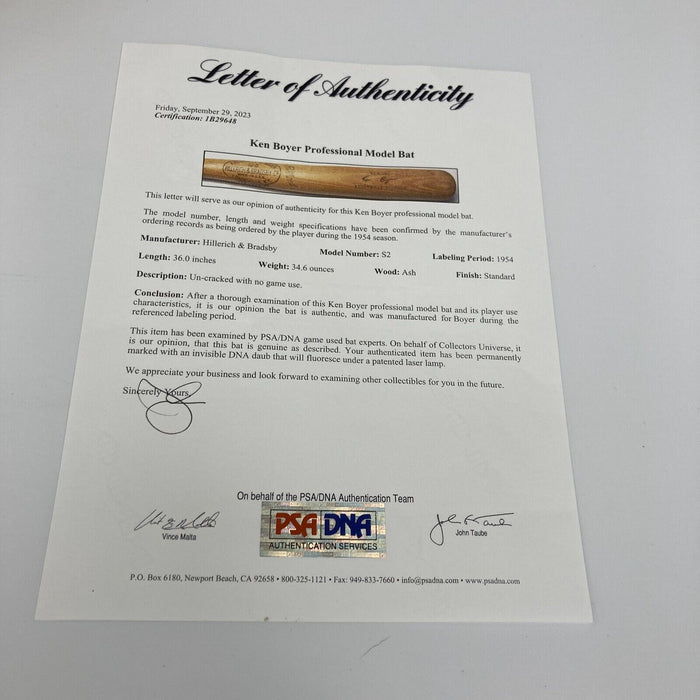 Letter of Authenticity
Friday, September 29, 2023
Certification: 1B29648
Ken Boyer Professional Model Bat
This letter will serve as our opinion of authenticity for this Ken Boyer professional model bat.
The model number, length and weight specifications have been confirmed by the manufacturer's
ordering records as being ordered by the player during the 1954 season.
Manufacturer: Hillerich & Bradsby Model Number: S2 Labeling Period: 1954
Length: 36.0 inches Weight: 34.6 ounces Wood: Ash Finish: Standard
Description: Un-cracked with no game use.
Conclusion: After a thorough examination of this Ken Boyer professional model bat and its player use
characteristics, it is our opinion the bat is authentic, and was manufactured for Boyer during the
referenced labeling period.
This item has been examined by PSA/DNA game used bat experts. On behalf of Collectors Universe, it
is our opinion, that this bat is genuine as described. Your authenticated item has been permanently
marked with an invisible DNA daub that will fluoresce under a patented laser lamp.
We appreciate your business and look forward to examining other collectibles for you in the future.
Sincerely Yours,
On behalf of the PSA/DNA Authentication Team
PSA DNA
AUTHENTICATION SERVICES
Vince Malta
John Taube
P.O. Box 6180, Newport Beach, CA 92658 • 800-325-1121 • Fax: 949-833-7660 • info@psadna.com • www.psadna.com